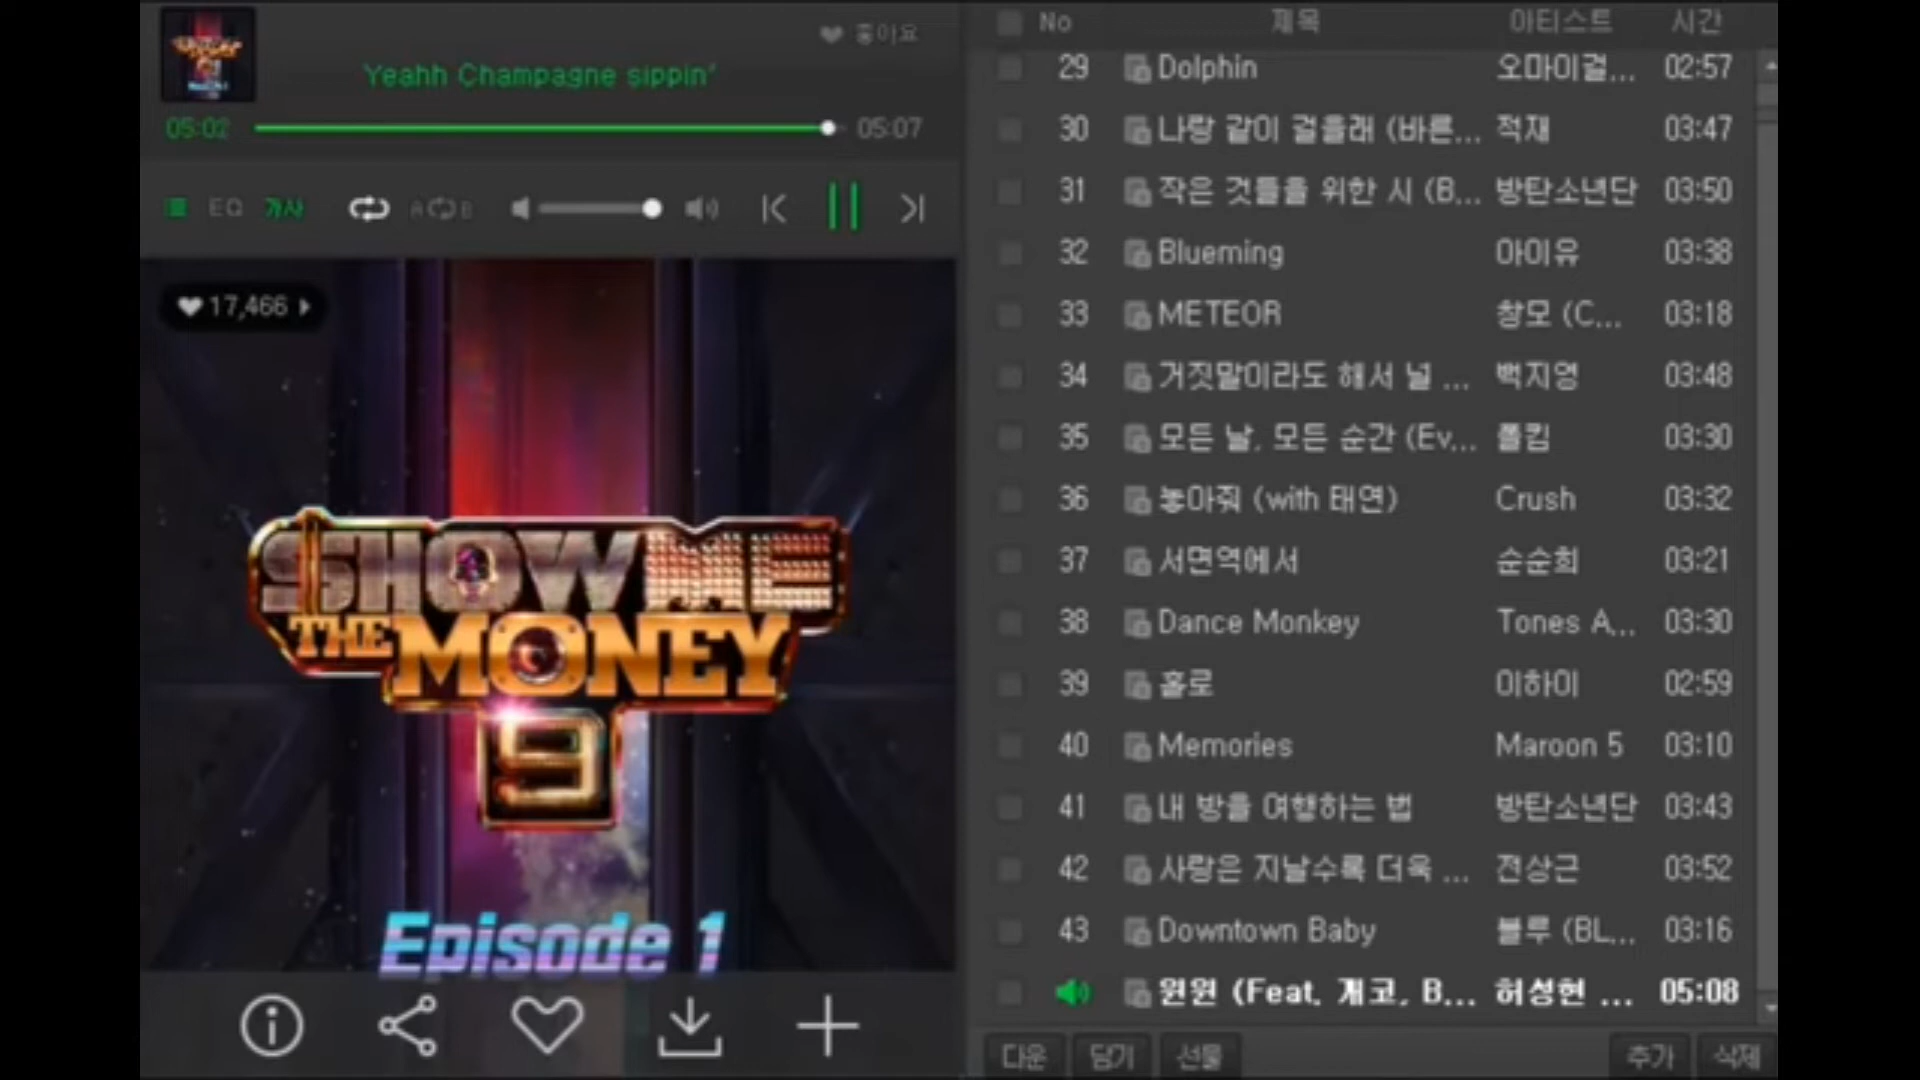 좋아요
Yeahh Champagne sippin'
05:02
05:07
EQ 가사 A B
17,466
SHOW ME
THE MONEY
9
Episode 1
No 제목 아티스트 시간
29 Dolphin 오마이걸... 02:57
30 나랑 같이 걸을래 (바른... 적재 03:47
31 작은 것들을 위한 시 (B... 방탄소년단 03:50
32 Blueming 아이유 03:38
33 METEOR 창모 (C... 03:18
34 거짓말이라도 해서 널 ... 백지영 03:48
35 모든 날, 모든 순간 (Ev... 폴킴 03:30
36 놓아줘 (with 태연) Crush 03:32
37 서면역에서 순순희 03:21
38 Dance Monkey Tones A... 03:30
39 홀로 이하이 02:59
40 Memories Maroon 5 03:10
41 내 방을 여행하는 법 방탄소년단 03:43
42 사랑은 지날수록 더욱 ... 전상근 03:52
43 Downtown Baby 블루 (BL... 03:16
원원 (Feat. 개코, B... 허성현 ... 05:08
다운 담기 선물 추가 삭제